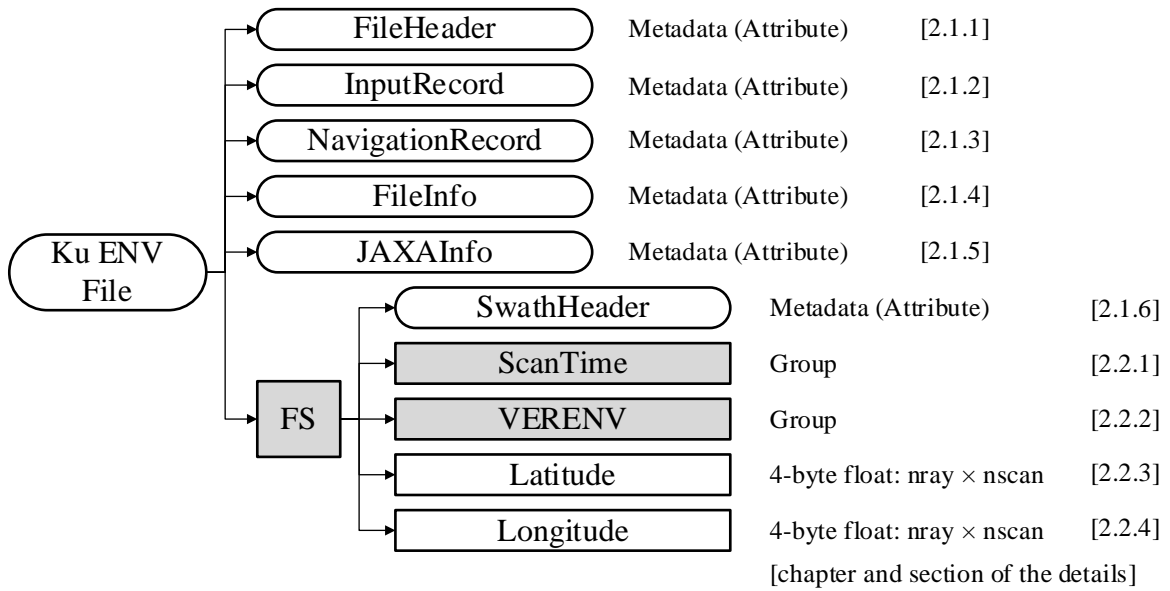 FileHeader Metadata (Attribute) [2.1.1]
InputRecord Metadata (Attribute) [2.1.2]
NavigationRecord Metadata (Attribute) [2.1.3]
FileInfo Metadata (Attribute) [2.1.4]
Ku ENV
File
JAXAInfo Metadata (Attribute) [2.1.5]
SwathHeader Metadata (Attribute) [2.1.6]
ScanTime Group [2.2.1]
FS
VERENV Group [2.2.2]
Latitude 4-byte float: nray × nscan [2.2.3]
Longitude 4-byte float: nray × nscan [2.2.4]
[chapter and section of the details]